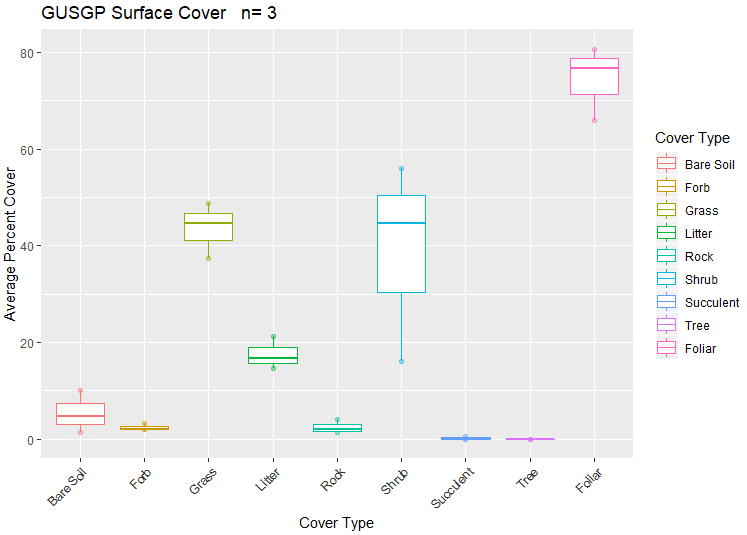 GUSGP Surface Cover n= 3
80
60
40
20
0
Average Percent Cover
Bare Soil
Forb
Grass
Litter
Rock
Shrub
Succulent
Tree
Foliar
Cover Type
Cover Type
Bare Soil
Forb
Grass
Litter
Rock
Shrub
Succulent
Tree
Foliar